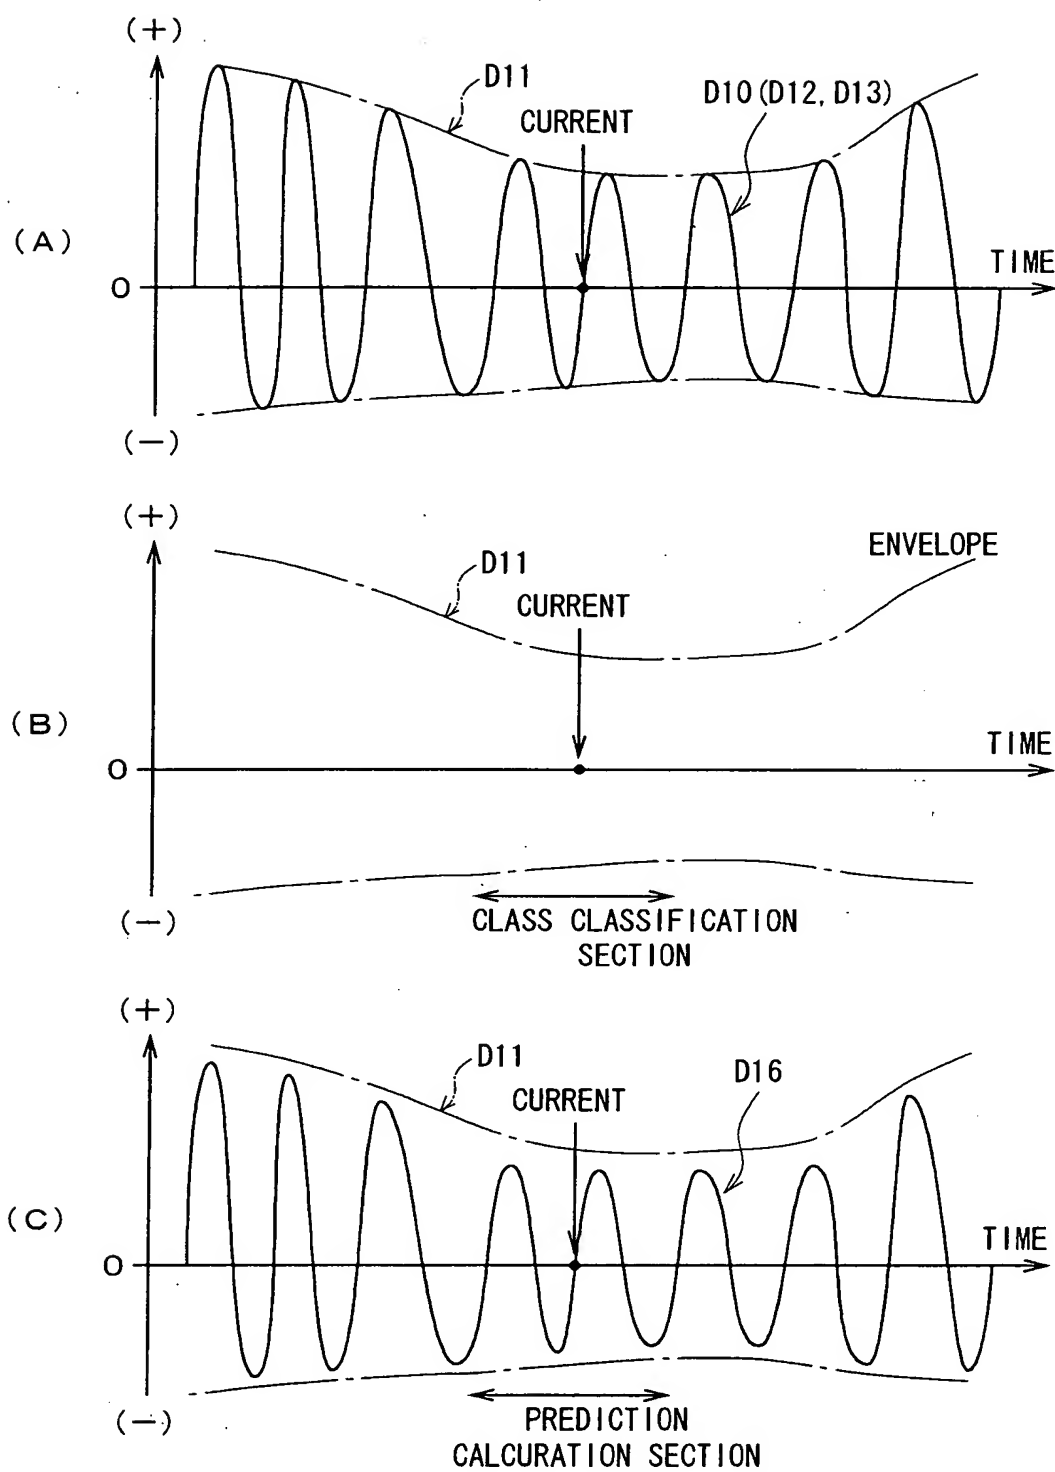 (+)
D11
D10(D12, D13)
CURRENT
(A)
TIME
0
(−)
(+)
ENVELOPE
D11
CURRENT
(B)
TIME
0
(−)
CLASS CLASSIFICATION
SECTION
(+)
D11
D16
CURRENT
(C)
TIME
0
(−)
PREDICTION
CALCURATION SECTION